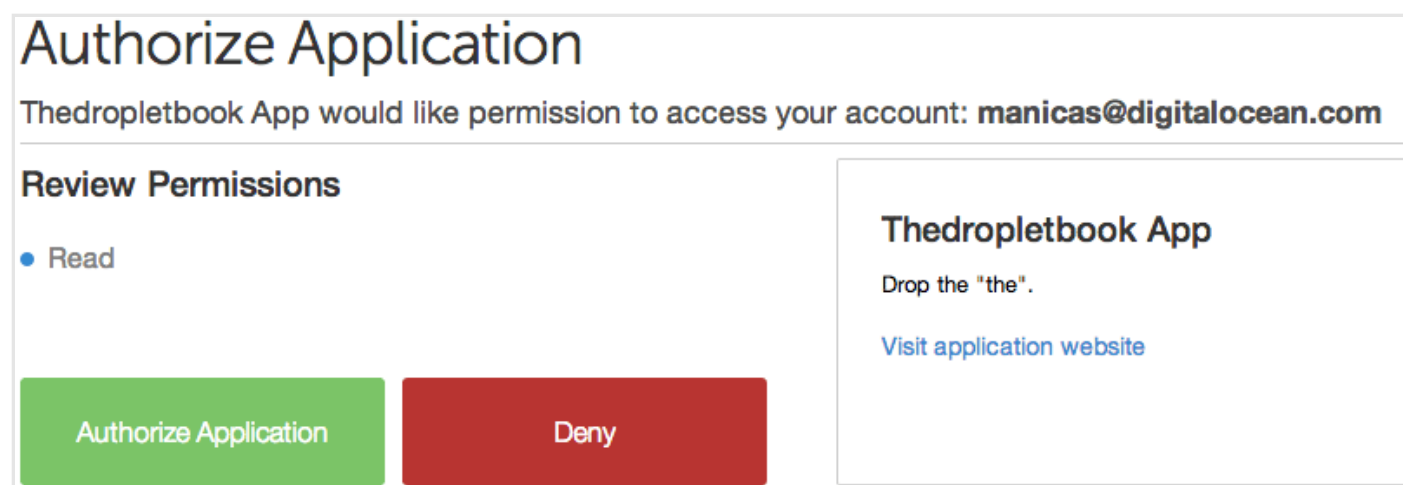 Authorize Application
Thedropletbook App would like permission to access your account: manicas@digitalocean.com
Review Permissions
Read
Authorize Application
Deny
Thedropletbook App
Drop the "the".
Visit application website